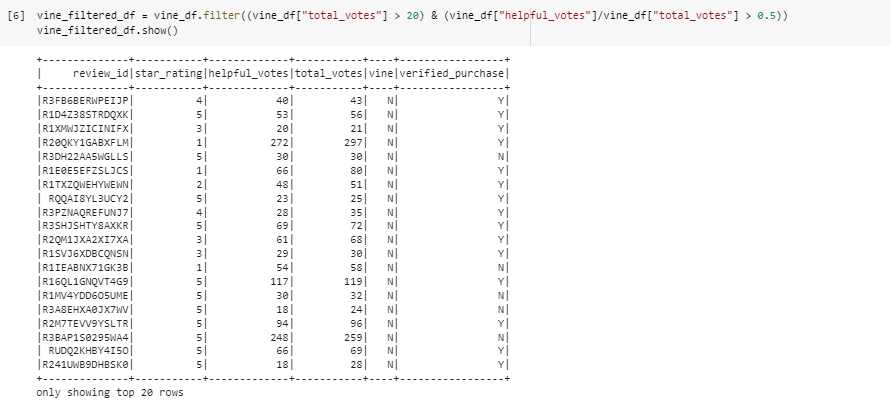 [6] vine_filtered_df = vine_df.filter((vine_df["total_votes"] > 20) & (vine_df["helpful_votes"]/vine_df["total_votes"] > 0.5))
vine_filtered_df.show()
+--------------+-----------+-------------+-----------+----+-----------------+
|     review_id|star_rating|helpful_votes|total_votes|vine|verified_purchase|
+--------------+-----------+-------------+-----------+----+-----------------+
|R3FB6BERWPEIJP|          4|           40|         43|   N|                Y|
|R1D4Z38STRDQXK|          5|           53|         56|   N|                Y|
|R1XMWJZICINIFX|          3|           20|         21|   N|                Y|
|R20QKY1GABXFLM|          1|          272|        297|   N|                Y|
|R3DH22AA5WGLLS|          5|           30|         30|   N|                N|
|R1E0E5EFZSLJCS|          1|           66|         80|   N|                Y|
|R1TXZQWEHYWEWN|          2|           48|         51|   N|                Y|
| RQQAI8YL3UCY2|          5|           23|         25|   N|                Y|
|R3PZNAQREFUNJ7|          4|           28|         35|   N|                Y|
|R3SHJSHTY8AXKR|          5|           69|         72|   N|                Y|
|R2QM1JXA2XI7XA|          3|           61|         68|   N|                Y|
|R1SVJ6XDBCQNSN|          3|           29|         30|   N|                Y|
|R1IEABNX71GK3B|          1|           54|         58|   N|                N|
|R16QL1GNQVT4G9|          5|          117|        119|   N|                Y|
|R1MV4YDD6O5UME|          5|           30|         32|   N|                N|
|R3A8EHXA0JX7WV|          5|           18|         24|   N|                N|
|R2M7TEVV9YSLTR|          5|           94|         96|   N|                Y|
|R3BAP1S0295WA4|          5|          248|        259|   N|                N|
| RUDQ2KHBY4I5O|          5|           66|         69|   N|                Y|
|R241UWB9DHBSK0|          5|           18|         28|   N|                Y|
+--------------+-----------+-------------+-----------+----+-----------------+
only showing top 20 rows